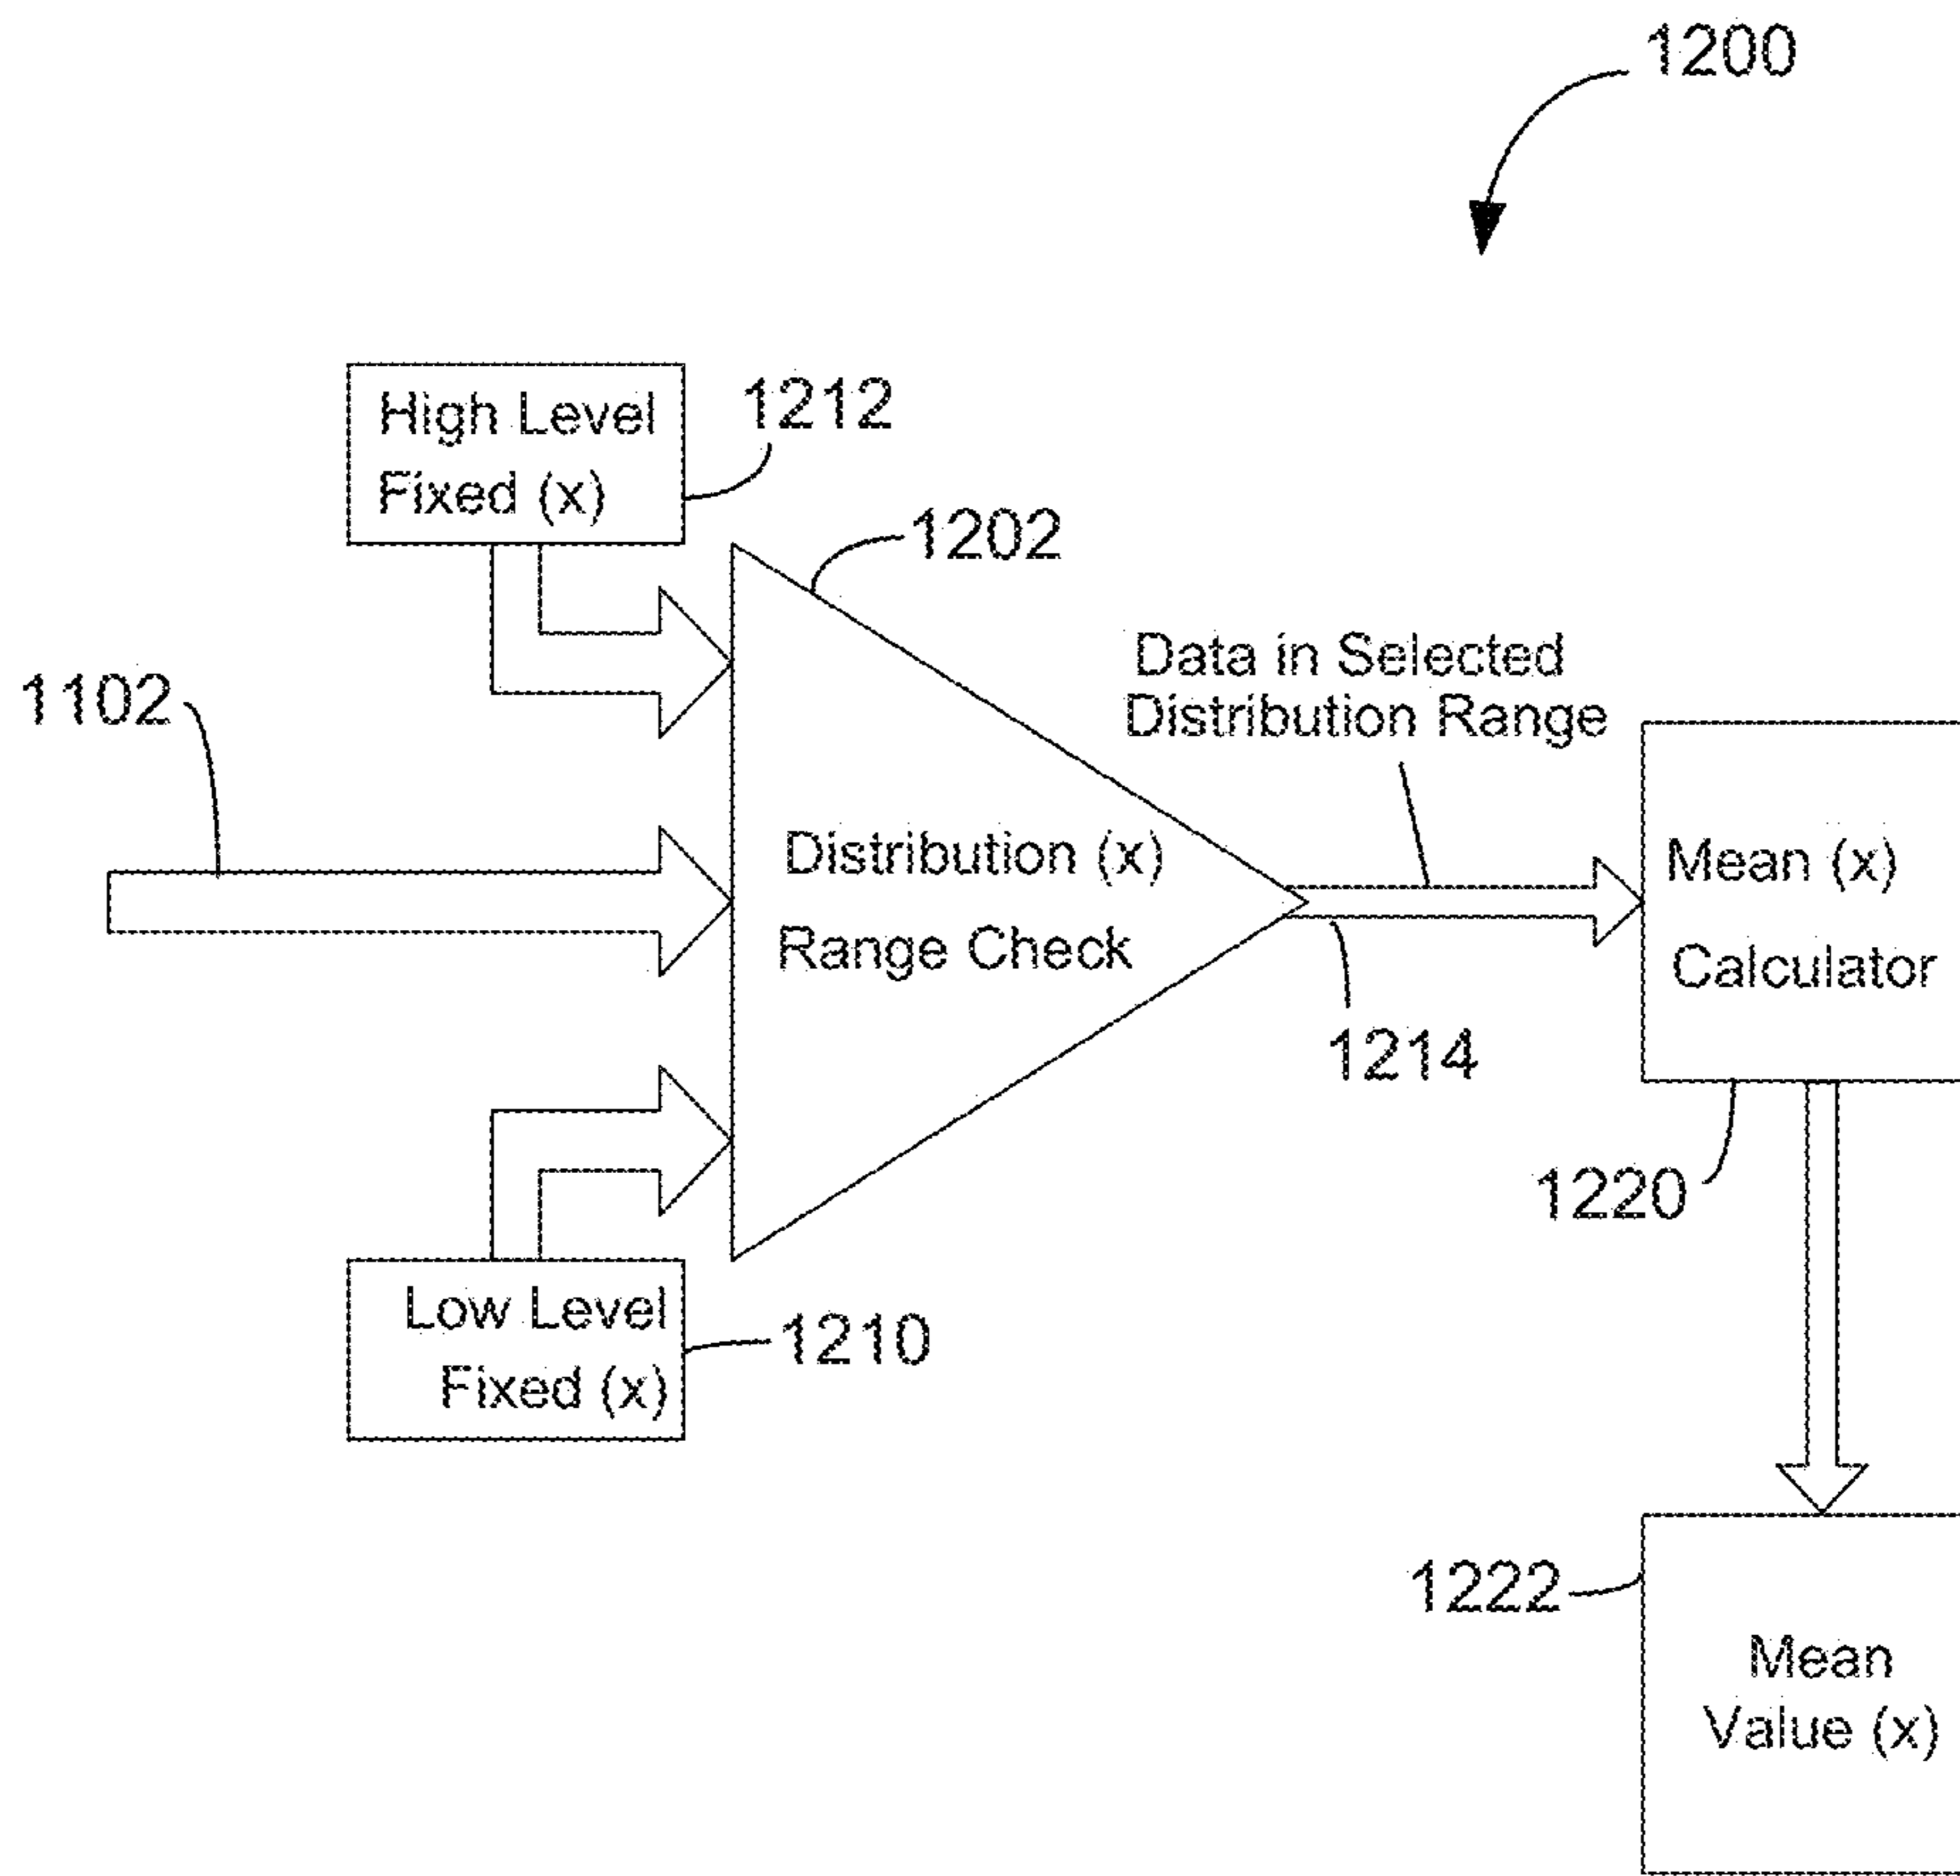 1200
High Level
Fixed (x)
1212
1202
1102
Data in Selected
Distribution Range
Distribution (x)
Range Check
Mean (x)
Calculator
1214
1220
Low Level
Fixed (x)
1210
1222
Mean
Value (x)